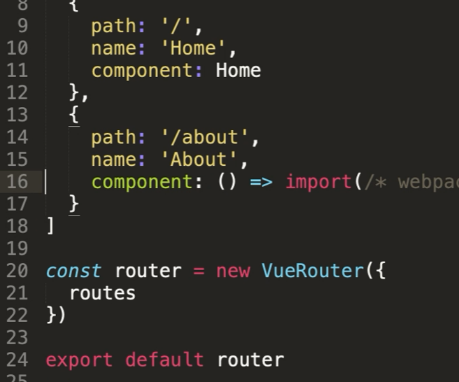 8 {
9 path: '/',
10 name: 'Home',
11 component: Home
12 },
13 {
14 path: '/about',
15 name: 'About',
16 component: () => import(/* webpac
17 }
18 ]
19
20 const router = new VueRouter({
21 routes
22 })
23
24 export default router
25